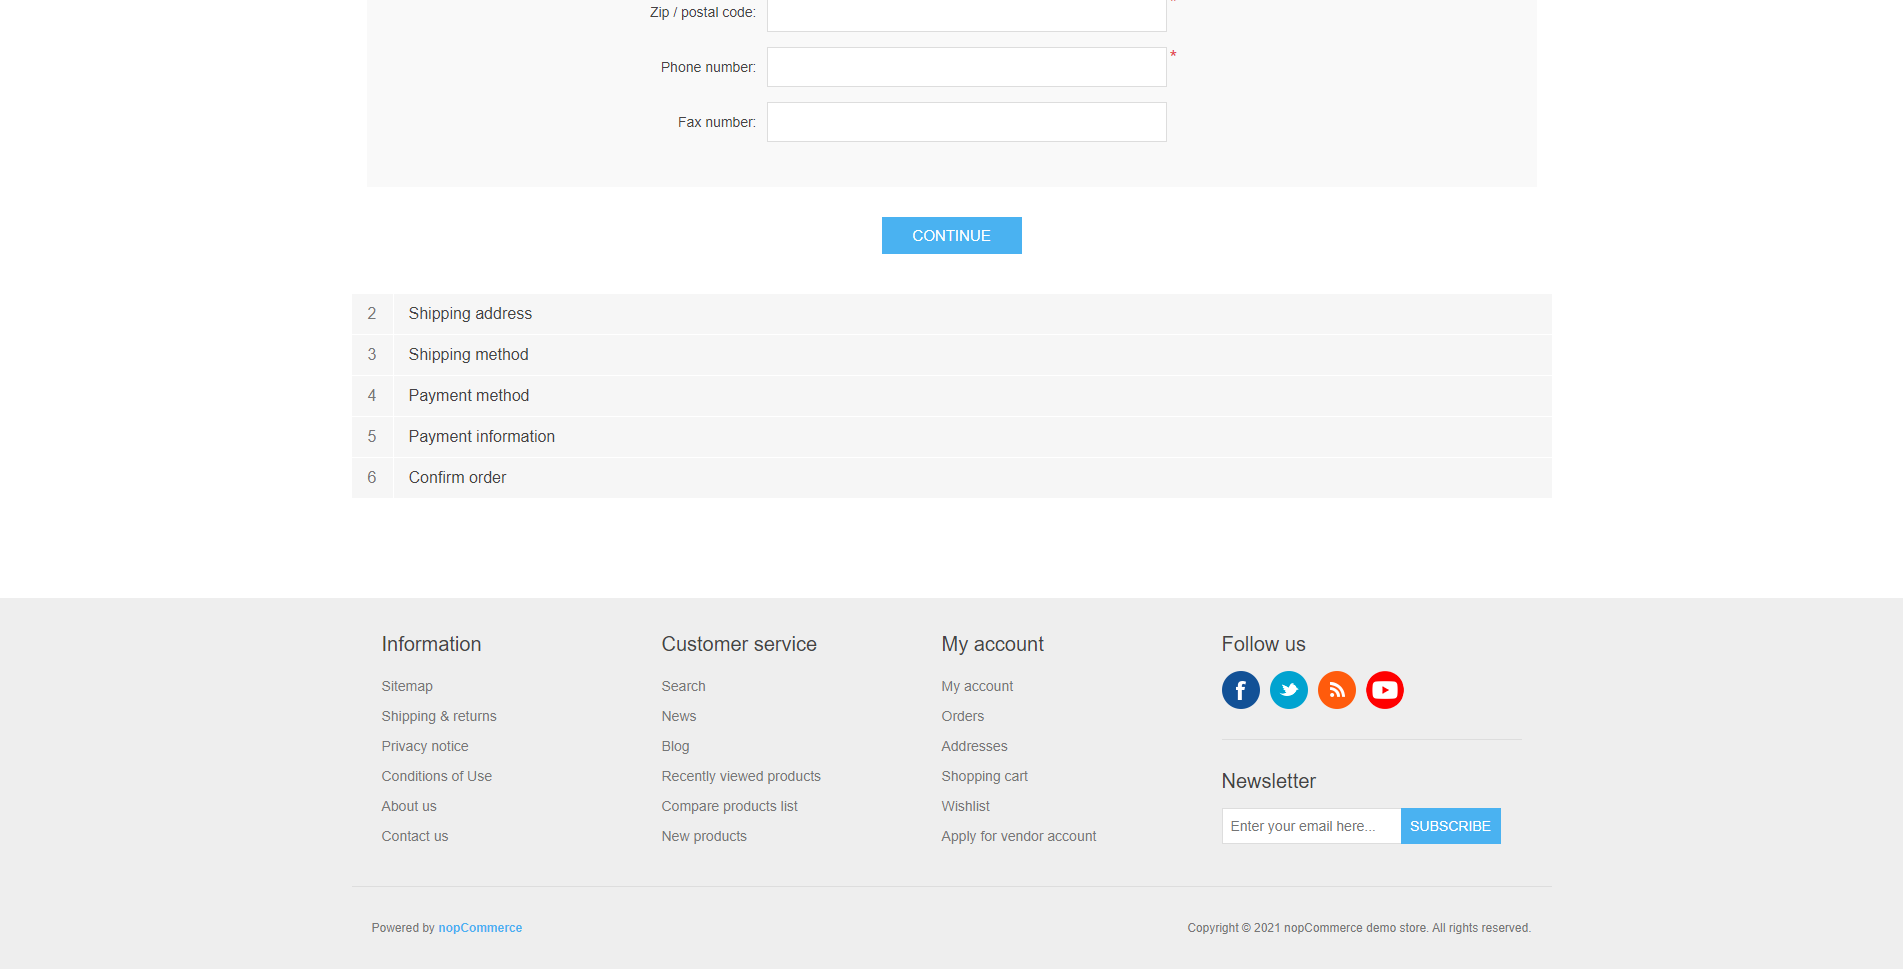 Zip / postal code:
*
Phone number:
*
Fax number:
CONTINUE
2 Shipping address
3 Shipping method
4 Payment method
5 Payment information
6 Confirm order
Information
Sitemap
Shipping & returns
Privacy notice
Conditions of Use
About us
Contact us
Customer service
Search
News
Blog
Recently viewed products
Compare products list
New products
My account
My account
Orders
Addresses
Shopping cart
Wishlist
Apply for vendor account
Follow us
Newsletter
Enter your email here... SUBSCRIBE
Powered by nopCommerce
Copyright © 2021 nopCommerce demo store. All rights reserved.